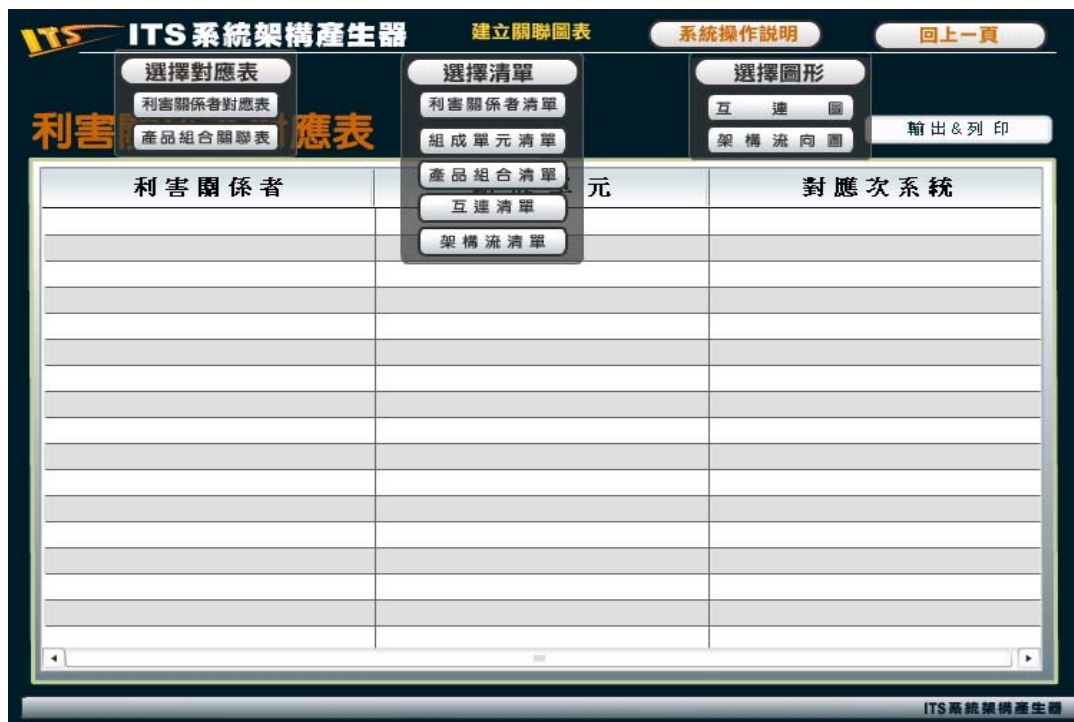 ITS ITS系統架構產生器 建立關聯圖表 系統操作説明 回上一頁
選擇對應表 選擇清單 選擇圖形
利害關係者對應表 利害關係者清單 互連圖
利害 應表 產品組合關聯表 組成單元清單 架構流向圖 輸出&列印
產品組合清單
利害關係者 元 對應次系統
互連清單
架構流清單
ITS系統架構產生器